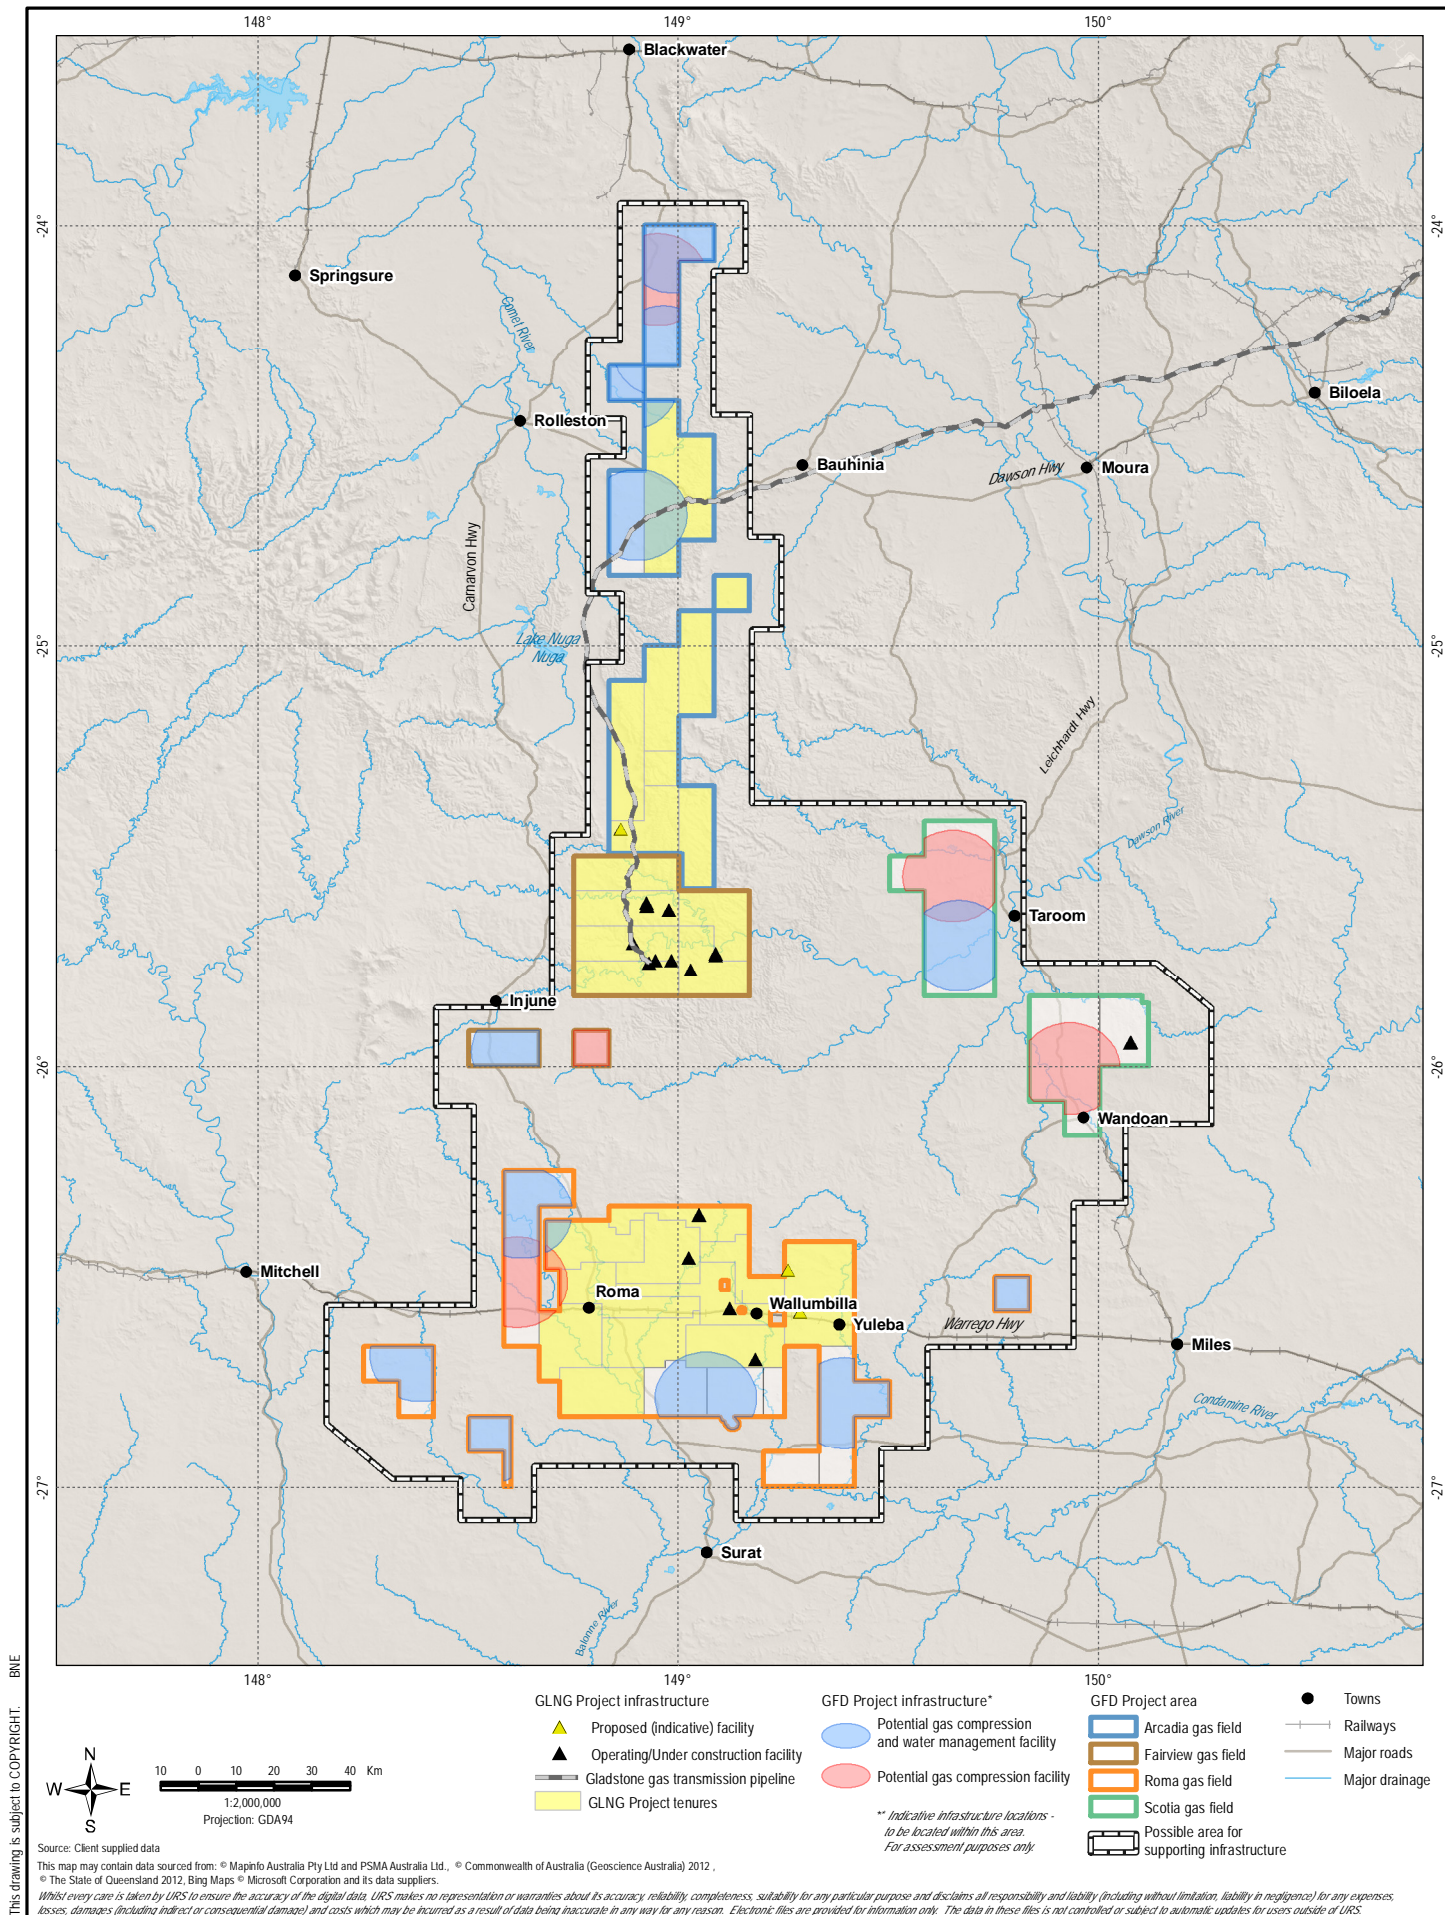 148° 149° 150°
Blackwater
-24° -24°
Springsure
Comet River
Biloela
Rolleston
Bauhinia
Dawson Hwy
Moura
Carnarvon Hwy
Lake Nuga
Nuga
-25° -25°
Leichhardt Hwy
Dawson River
Taroom
Injune
-26° -26°
Wandoan
Mitchell
Roma
Wallumbilla
Yuleba
Warrego Hwy
Miles
Condamine River
-27° -27°
Surat
Balonne River
148° 149° 150°
This drawing is subject to COPYRIGHT. BNE
N
W E
S
10 0 10 20 30 40 Km
1:2,000,000
Projection: GDA94
GLNG Project infrastructure
Proposed (indicative) facility
Operating/Under construction facility
Gladstone gas transmission pipeline
GLNG Project tenures
GFD Project infrastructure*
Potential gas compression
and water management facility
Potential gas compression facility
** Indicative infrastructure locations -
to be located within this area.
For assessment purposes only.
GFD Project area
Arcadia gas field
Fairview gas field
Roma gas field
Scotia gas field
Possible area for
supporting infrastructure
Towns
Railways
Major roads
Major drainage
Source: Client supplied data
This map may contain data sourced from: © Mapinfo Australia Pty Ltd and PSMA Australia Ltd., © Commonwealth of Australia (Geoscience Australia) 2012 ,
© The State of Queensland 2012, Bing Maps © Microsoft Corporation and its data suppliers.
Whilst every care is taken by URS to ensure the accuracy of the digital data, URS makes no representation or warranties about its accuracy, reliability, completeness, suitability for any particular purpose and disclaims all responsibility and liability (including without limitation, liability in negligence) for any expenses,
losses, damages (including indirect or consequential damage) and costs which may be incurred as a result of data being inaccurate in any way for any reason. Electronic files are provided for information only. The data in these files is not controlled or subject to automatic updates for users outside of URS.